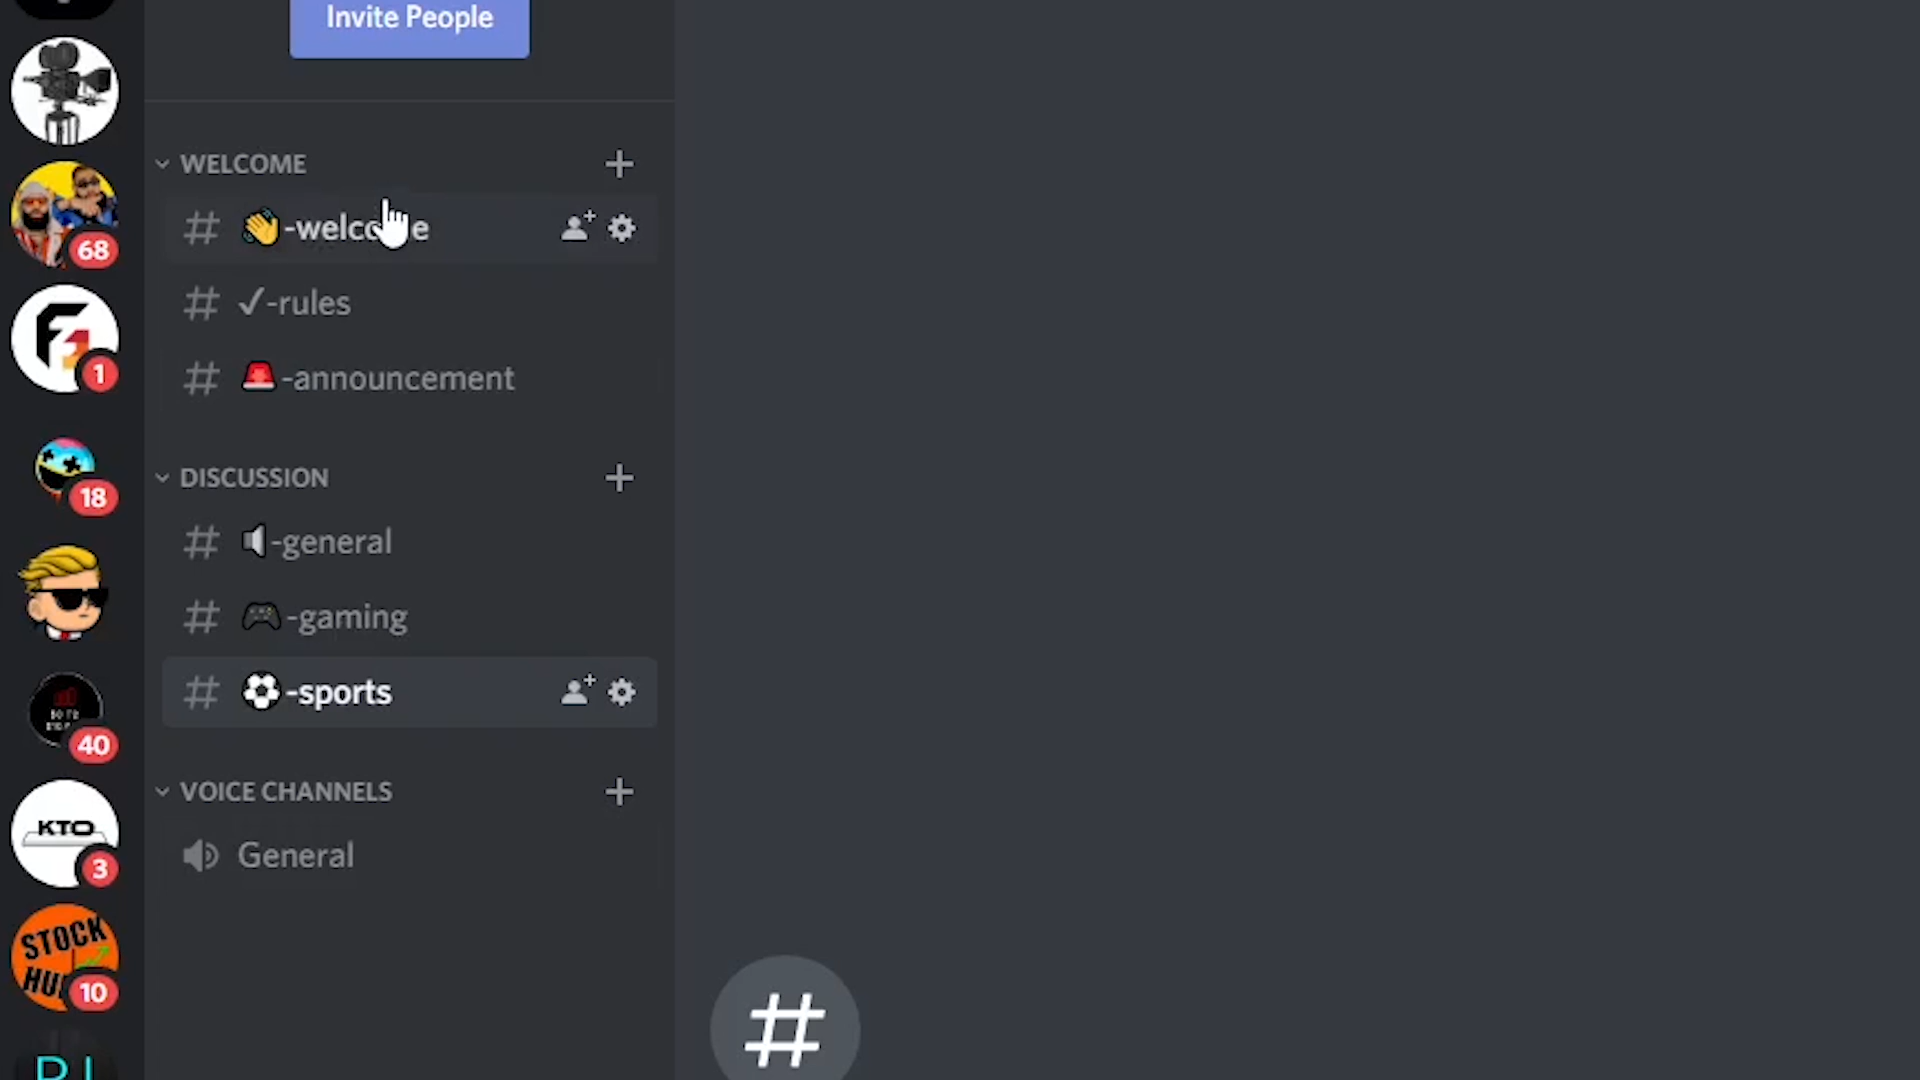 Invite People
WELCOME
# 👋-welcome
# ✓-rules
# 🚨-announcement
DISCUSSION
# 🔈-general
# 🎮-gaming
# ⚽-sports
VOICE CHANNELS
General
#
68
1
18
40
KTO
3
STOCK
10